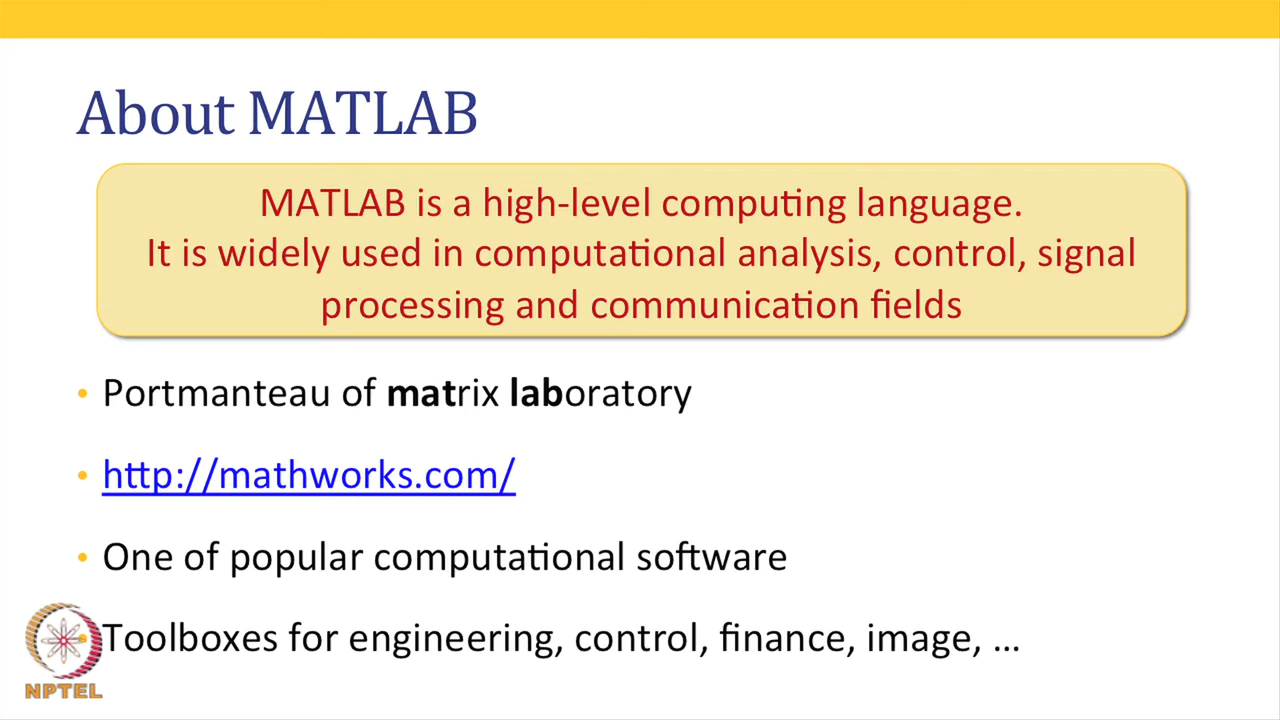 About MATLAB
MATLAB is a high-level computing language.
It is widely used in computational analysis, control, signal
processing and communication fields
• Portmanteau of matrix laboratory
• http://mathworks.com/
• One of popular computational software
Toolboxes for engineering, control, finance, image, ...
NPTEL